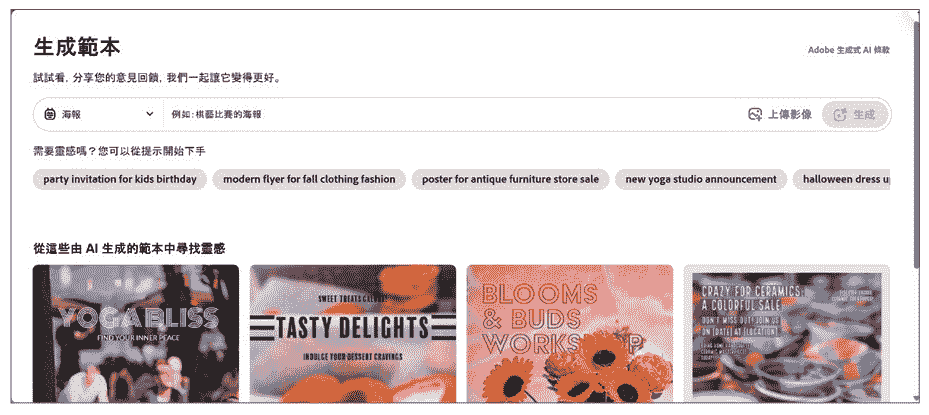 生成範本
Adobe 生成式 AI 條款
試試看, 分享您的意見回饋, 我們一起讓它變得更好。
海報
例如: 棋藝比賽的海報
上傳影像
生成
需要靈感嗎？您可以從提示開始下手
party invitation for kids birthday
modern flyer for fall clothing fashion
poster for antique furniture store sale
new yoga studio announcement
halloween dress u
從這些由 AI 生成的範本中尋找靈感
YOGA BLISS
FIND YOUR INNER PEACE
SWEET TREATS GALORE!
TASTY DELIGHTS
INDULGE YOUR DESSERT CRAVINGS
BLOOMS
& BUDS
WORKSHOP
CRAZY FOR CERAMICS:
A COLORFUL SALE
DON'T MISS OUT! JOIN US
ON [DATE] AT [LOCATION]